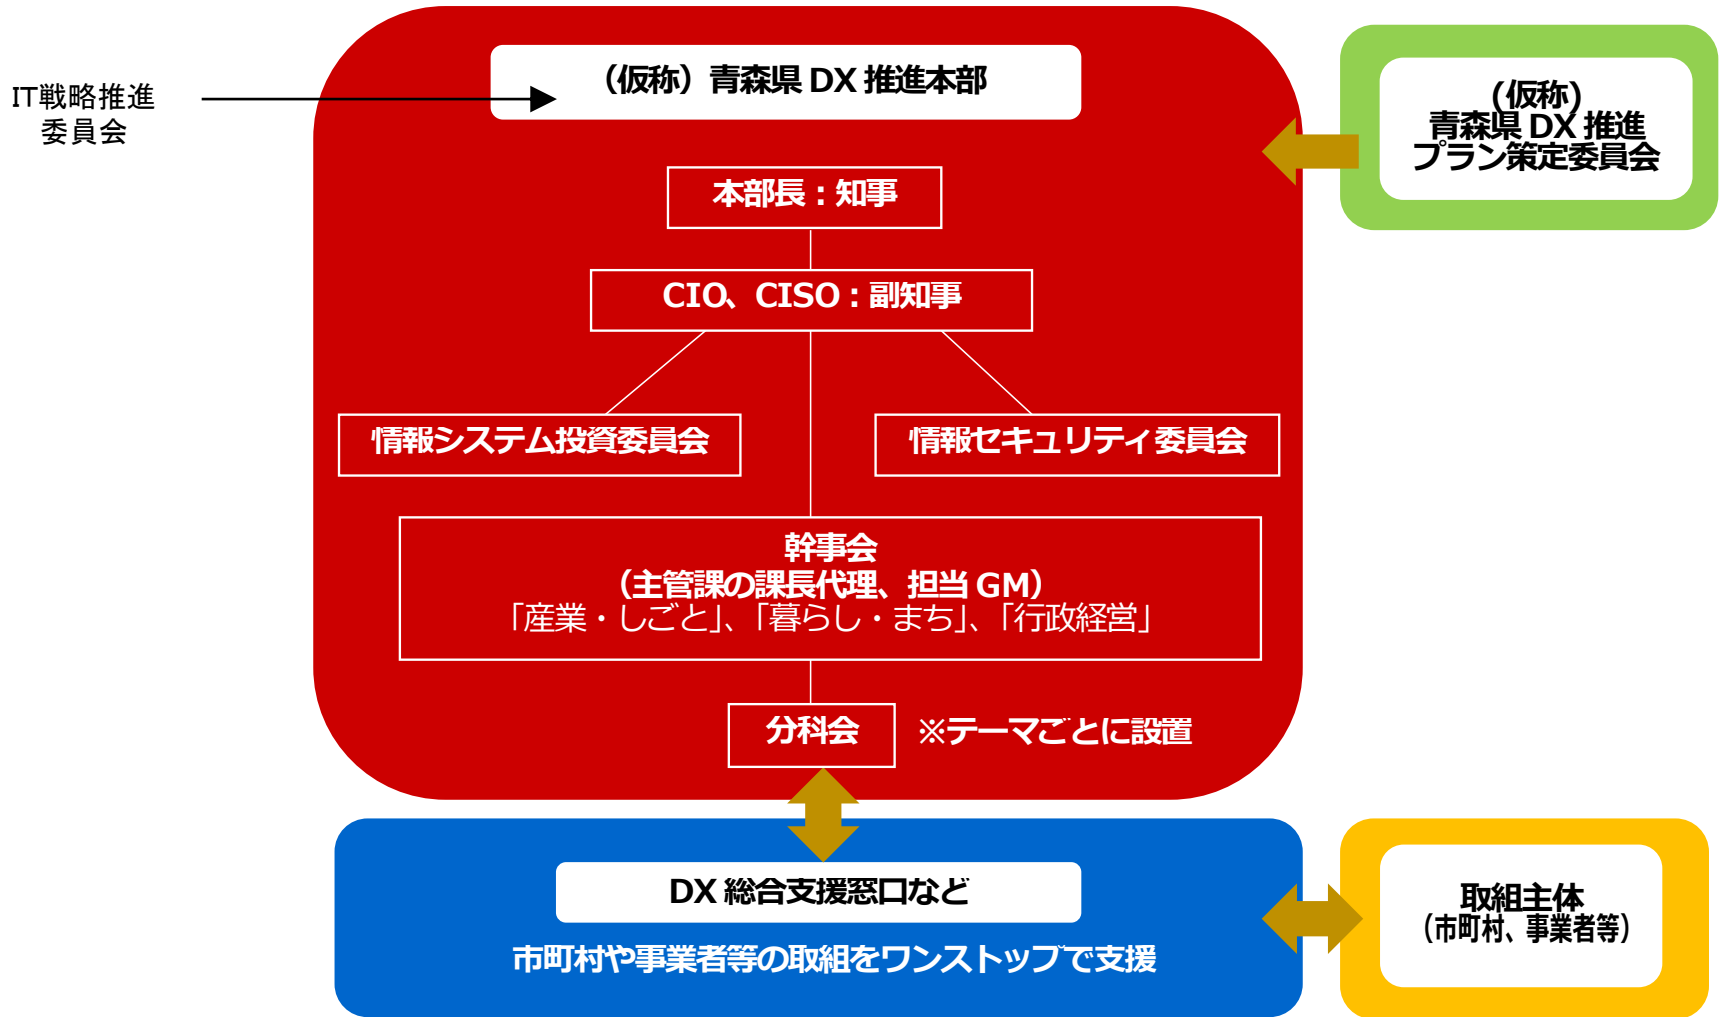 IT戦略推進
委員会
（仮称）青森県 DX 推進本部
（仮称）
青森県 DX 推進
プラン策定委員会
本部長：知事
CIO、CISO：副知事
情報システム投資委員会
情報セキュリティ委員会
幹事会
（主管課の課長代理、担当 GM）
「産業・しごと」、「暮らし・まち」、「行政経営」
分科会
※テーマごとに設置
DX 総合支援窓口など
市町村や事業者等の取組をワンストップで支援
取組主体
（市町村、事業者等）